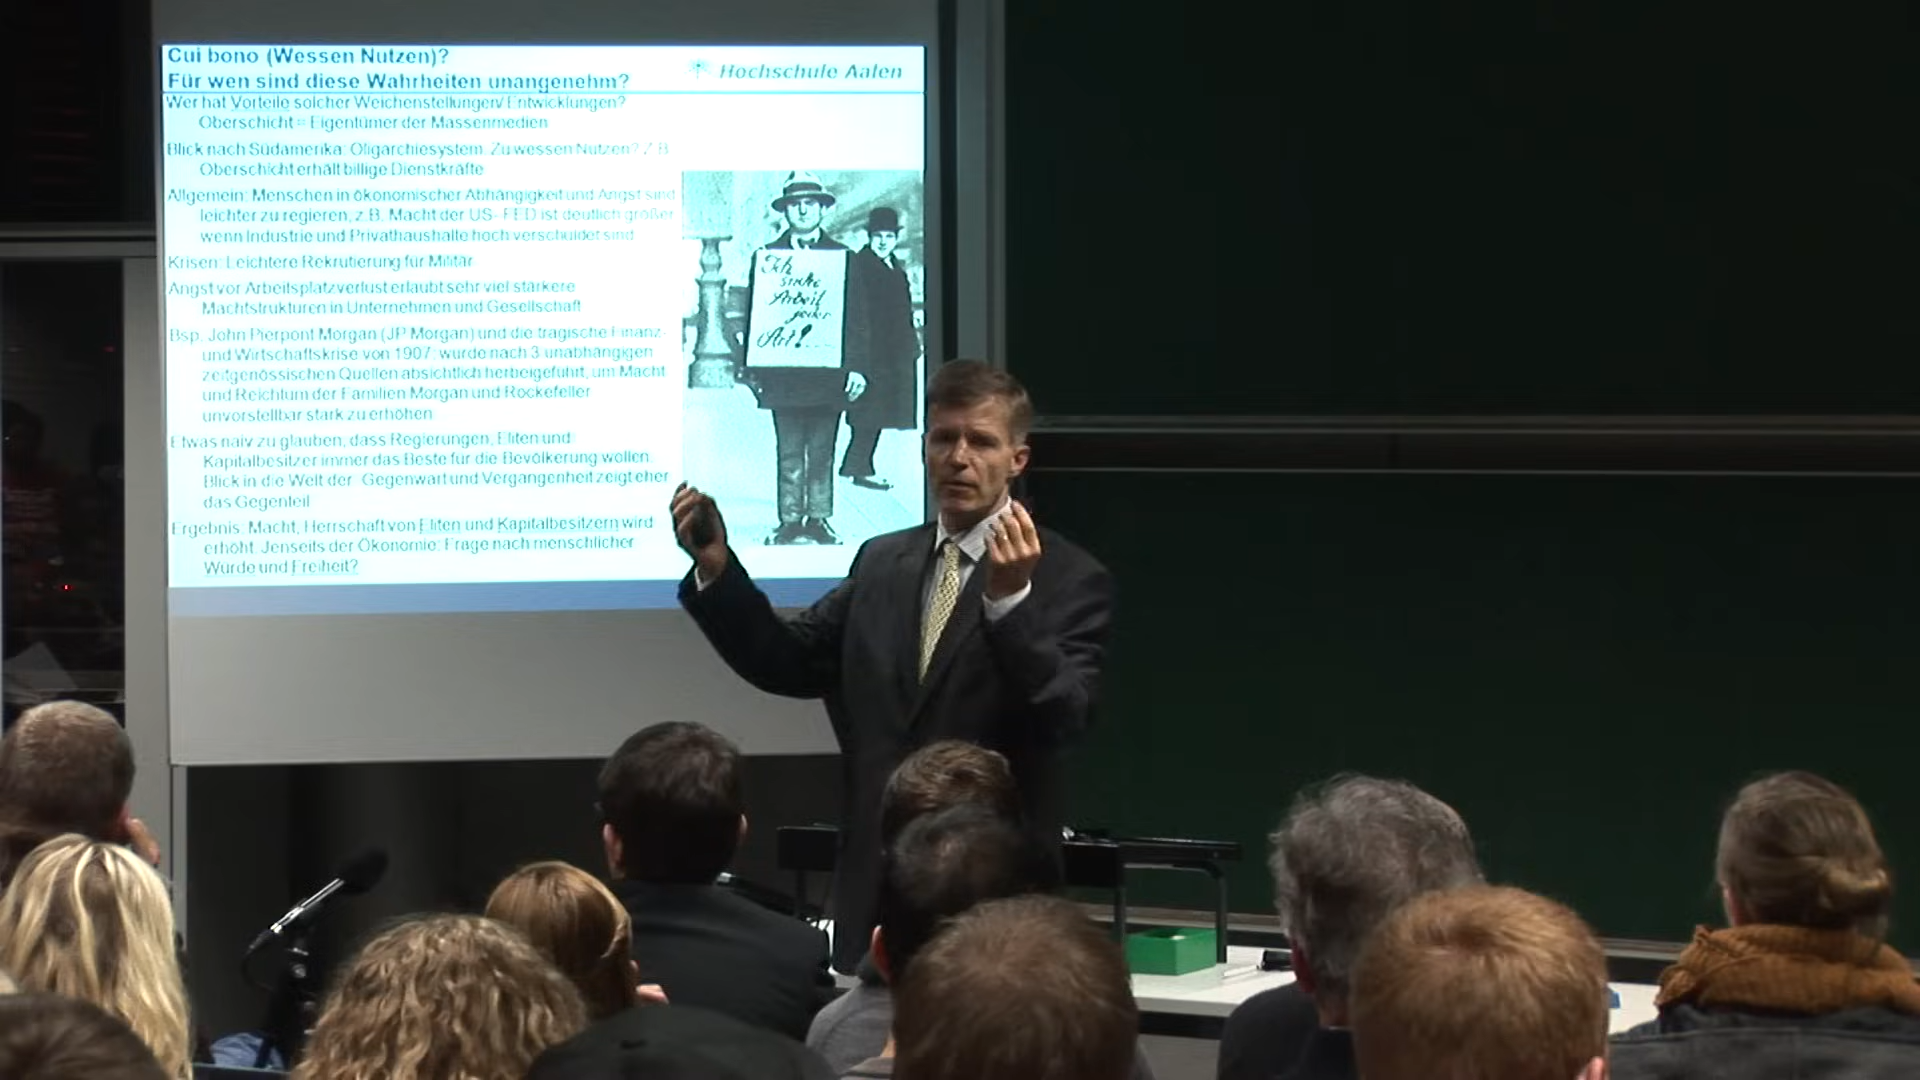 Cui bono (Wessen Nutzen)?
Für wen sind diese Wahrheiten unangenehm?
Hochschule Aalen
Wer hat Vorteile solcher Weichenstellungen/ Entwicklungen?
Oberschicht = Eigentümer der Massenmedien
Blick nach Südamerika: Oligarchiesystem. Zu wessen Nutzen? Z.B.
Oberschicht erhält billige Dienstkräfte
Allgemein: Menschen in ökonomischer Abhängigkeit und Angst sind
leichter zu regieren, z.B. Macht der US- FED ist deutlich größer
wenn Industrie und Privathaushalte hoch verschuldet sind
Krisen: Leichtere Rekrutierung für Militär
Angst vor Arbeitsplatzverlust erlaubt sehr viel stärkere
Machtstrukturen in Unternehmen und Gesellschaft
Bsp. John Pierpont Morgan (JP Morgan) und die tragische Finanz-
und Wirtschaftskrise von 1907: wurde nach 3 unabhängigen
zeitgenössischen Quellen absichtlich herbeigeführt, um Macht
und Reichtum der Familien Morgan und Rockefeller
unvorstellbar stark zu erhöhen
Etwas naiv zu glauben, dass Regierungen, Eliten und
Kapitalbesitzer immer das Beste für die Bevölkerung wollen.
Blick in die Welt der Gegenwart und Vergangenheit zeigt eher
das Gegenteil
Ergebnis: Macht, Herrschaft von Eliten und Kapitalbesitzern wird
erhöht. Jenseits der Ökonomie: Frage nach menschlicher
Würde und Freiheit?
Ich
suche
Arbeit
jeder
Art!